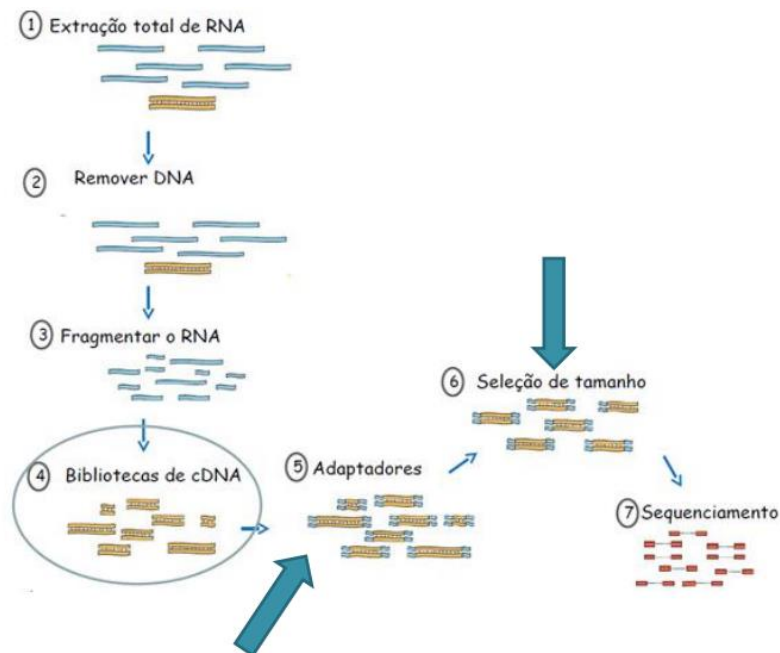 1 Extração total de RNA
2 Remover DNA
3 Fragmentar o RNA
4 Bibliotecas de cDNA
5 Adaptadores
6 Seleção de tamanho
7 Sequenciamento